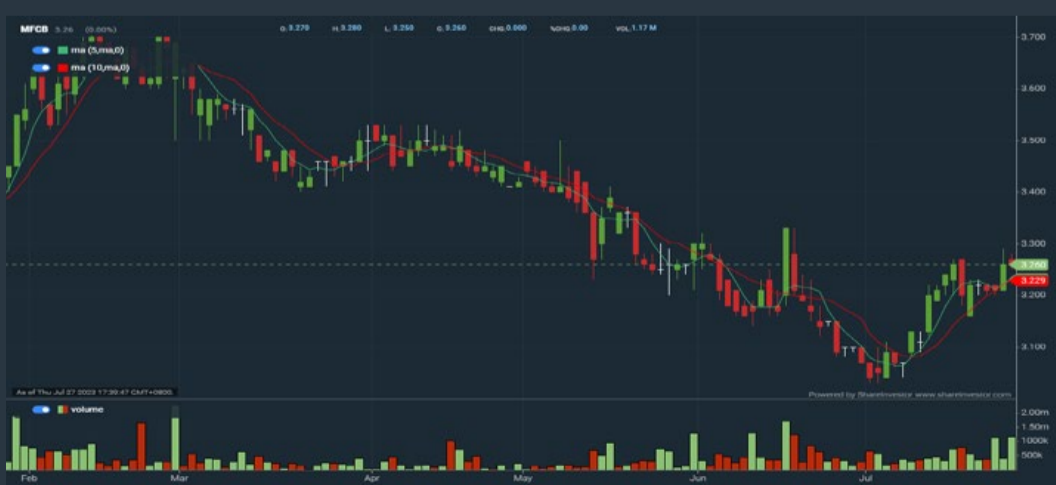 MFCB 3.26 (0.00%) O:3.270 H:3.280 L:3.250 C:3.260 CHG:0.000 %CHG:0.00 VOL:1.17 M
ma (5,ma,0)
ma (10,ma,0)
3.700
3.600
3.500
3.400
3.300
3.260
3.229
3.200
3.100
As of Thu Jul 27 2023 17:39:47 GMT+0800
Powered by ShareInvestor www.shareinvestor.com
volume
2.00m
1.50m
1000k
500k
Feb Mar Apr May Jun Jul